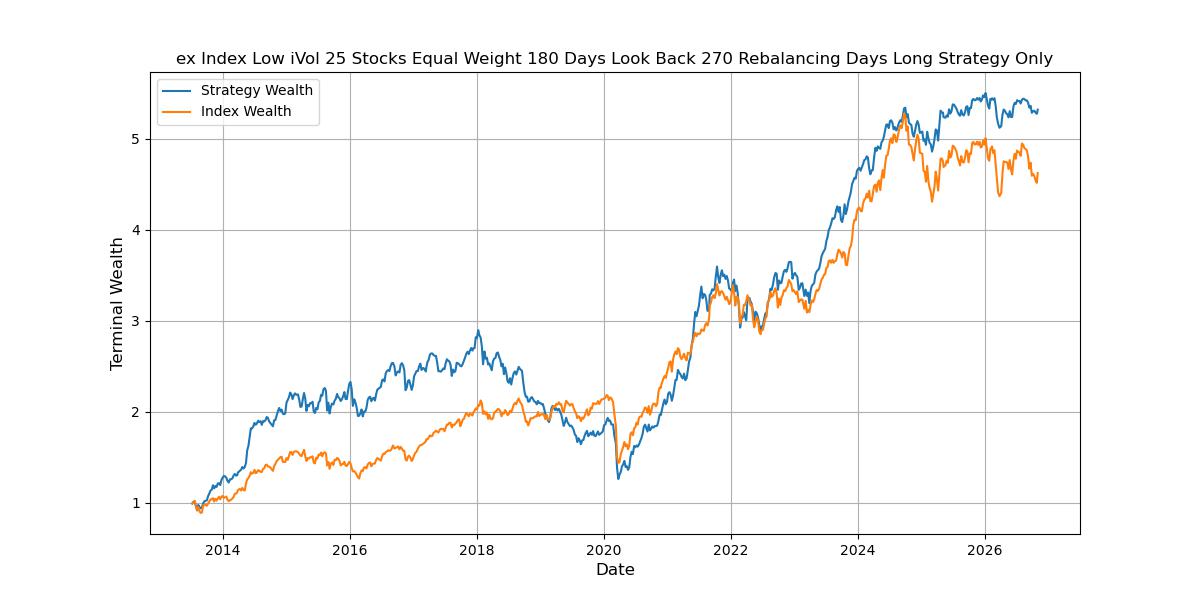 ex Index Low iVol 25 Stocks Equal Weight 180 Days Look Back 270 Rebalancing Days Long Strategy Only
Strategy Wealth
Index Wealth
Terminal Wealth
5
4
3
2
1
2014 2016 2018 2020 2022 2024 2026
Date